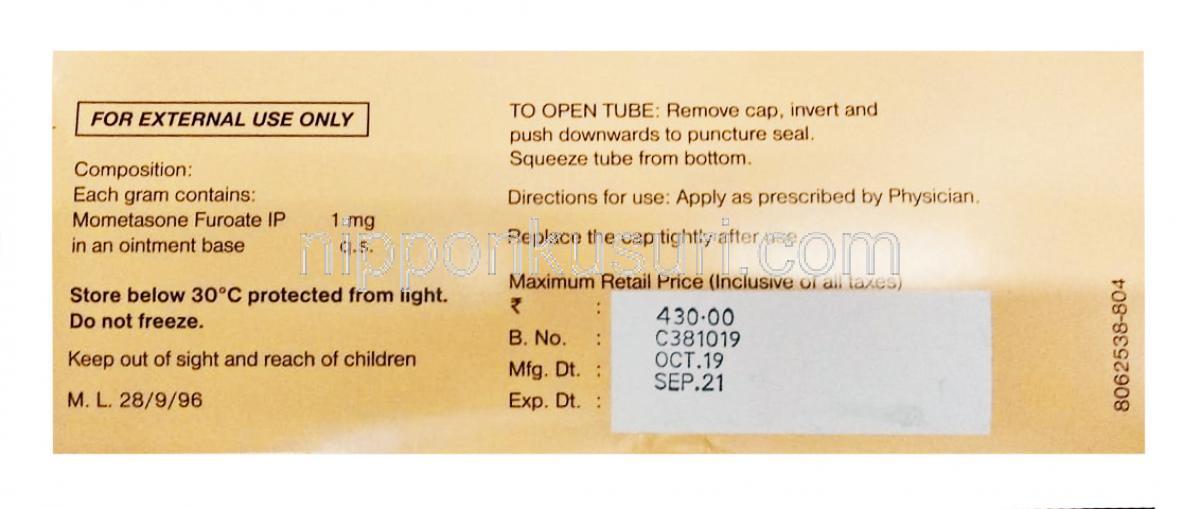 FOR EXTERNAL USE ONLY
Composition:
Each gram contains:
Mometasone Furoate IP 1 mg
in an ointment base q.s.
Store below 30°C protected from light.
Do not freeze.
Keep out of sight and reach of children
M. L. 28/9/96
TO OPEN TUBE: Remove cap, invert and
push downwards to puncture seal.
Squeeze tube from bottom.
Directions for use: Apply as prescribed by Physician.
Replace the cap tightly after use
Maximum Retail Price (Inclusive of all taxes)
₹ : 430.00
B. No. : C381019
Mfg. Dt. : OCT.19
Exp. Dt. : SEP.21
8062538-804
nipponkusuri.com